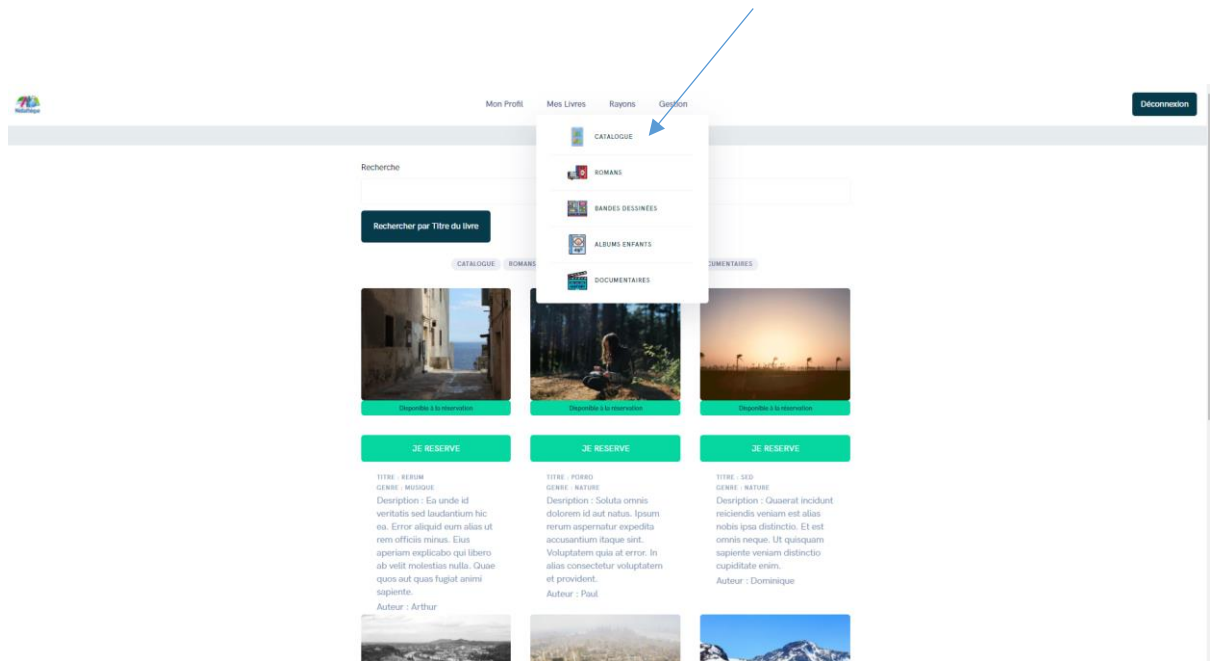 Médiathèque
Mon Profil Mes Livres Rayons Gestion
Déconnexion
CATALOGUE
ROMANS
BANDES DESSINÉES
ALBUMS ENFANTS
DOCUMENTAIRES
Recherche
Rechercher par Titre du livre
CATALOGUE ROMANS
Disponible à la réservation Disponible à la réservation Disponible à la réservation
JE RESERVE JE RESERVE JE RESERVE
TITRE : RERUM
GENRE : MUSIQUE
Desription : Ea unde id
veritatis sed laudantium hic
ea. Error aliquid eum alias ut
rem officiis minus. Eius
aperiam explicabo qui libero
ab velit molestias nulla. Quae
quos aut quas fugiat animi
sapiente.
Auteur : Arthur
TITRE : PORRO
GENRE : NATURE
Desription : Soluta omnis
dolorem id aut natus. Ipsum
rerum aspernatur expedita
accusantium itaque sint.
Voluptatem quia at error. In
alias consectetur voluptatem
et provident.
Auteur : Paul
TITRE : SED
GENRE : NATURE
Desription : Quaerat incidunt
reiciendis veniam est alias
nobis ipsa distinctio. Et est
omnis neque. Ut quisquam
sapiente veniam distinctio
cupiditate enim.
Auteur : Dominique